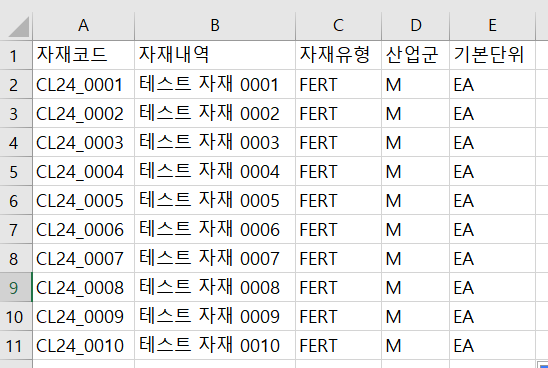 A B C D E
1 자재코드 자재내역 자재유형 산업군 기본단위
2 CL24_0001 테스트 자재 0001 FERT M EA
3 CL24_0002 테스트 자재 0002 FERT M EA
4 CL24_0003 테스트 자재 0003 FERT M EA
5 CL24_0004 테스트 자재 0004 FERT M EA
6 CL24_0005 테스트 자재 0005 FERT M EA
7 CL24_0006 테스트 자재 0006 FERT M EA
8 CL24_0007 테스트 자재 0007 FERT M EA
9 CL24_0008 테스트 자재 0008 FERT M EA
10 CL24_0009 테스트 자재 0009 FERT M EA
11 CL24_0010 테스트 자재 0010 FERT M EA